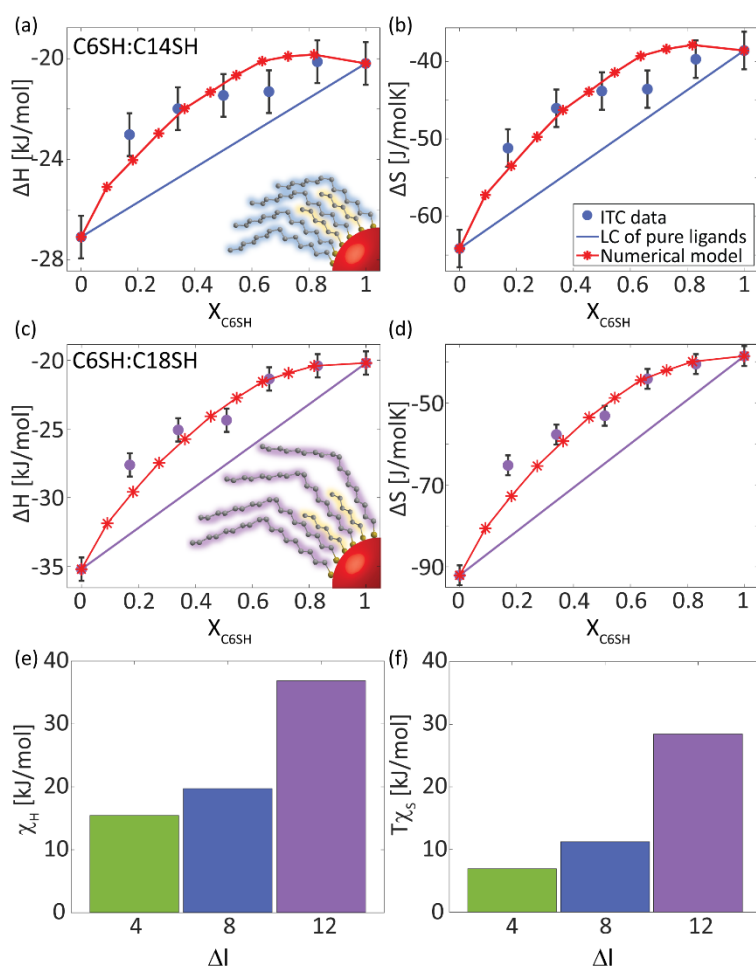 (a) C6SH:C14SH
ΔH [kJ/mol]
-20
-22
-24
-26
-28
0 0.2 0.4 0.6 0.8 1
X_C6SH
(b)
ΔS [J/molK]
-40
-50
-60
ITC data
LC of pure ligands
Numerical model
0 0.2 0.4 0.6 0.8 1
X_C6SH
(c) C6SH:C18SH
ΔH [kJ/mol]
-20
-25
-30
-35
0 0.2 0.4 0.6 0.8 1
X_C6SH
(d)
ΔS [J/molK]
-50
-70
-90
0 0.2 0.4 0.6 0.8 1
X_C6SH
(e)
χ_H [kJ/mol]
40
30
20
10
0
4 8 12
Δl
(f)
Tχ_S [kJ/mol]
40
30
20
10
0
4 8 12
Δl